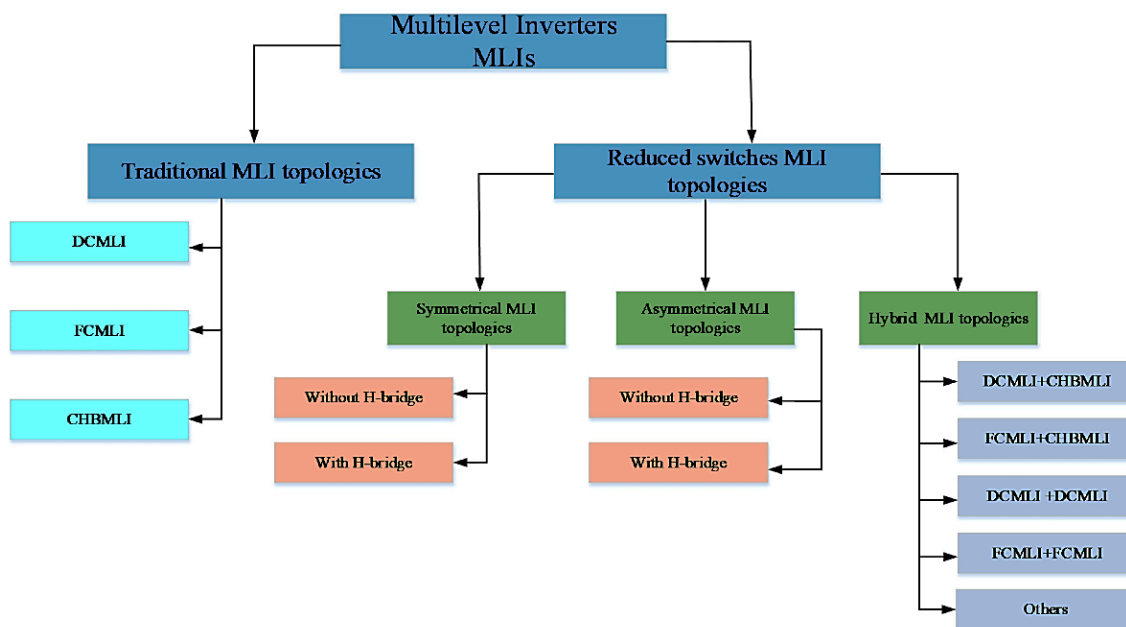 Multilevel Inverters
MLIs
Traditional MLI topologies
Reduced switches MLI
topologies
DCMLI
FCMLI
CHBMLI
Symmetrical MLI
topologies
Without H-bridge
With H-bridge
Asymmetrical MLI
topologies
Without H-bridge
With H-bridge
Hybrid MLI topologies
DCMLI+CHBMLI
FCMLI+CHBMLI
DCMLI +DCMLI
FCMLI+FCMLI
Others